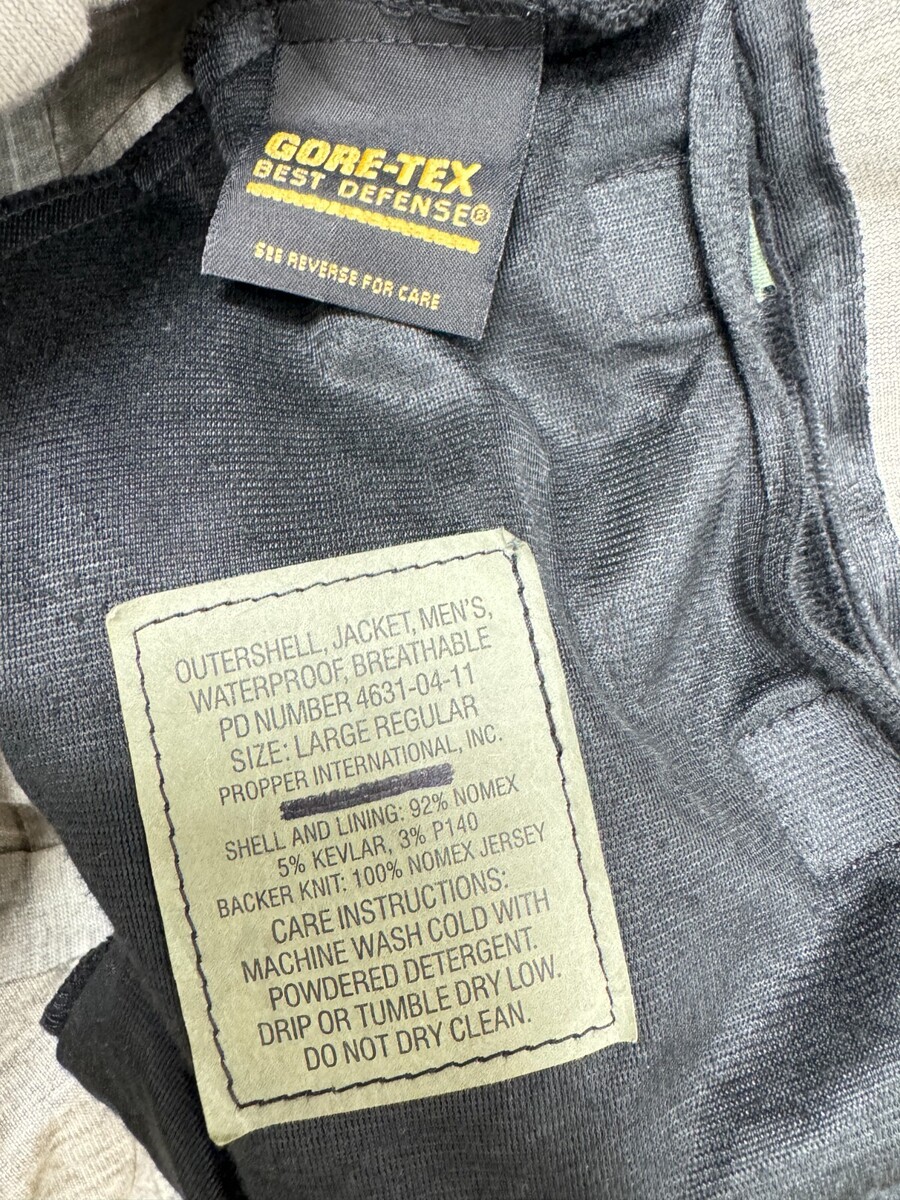 GORE-TEX
BEST DEFENSE®
SEE REVERSE FOR CARE
OUTERSHELL, JACKET, MEN'S,
WATERPROOF, BREATHABLE
PD NUMBER 4631-04-11
SIZE: LARGE REGULAR
PROPPER INTERNATIONAL, INC.
SHELL AND LINING: 92% NOMEX
5% KEVLAR, 3% P140
BACKER KNIT: 100% NOMEX JERSEY
CARE INSTRUCTIONS:
MACHINE WASH COLD WITH
POWDERED DETERGENT.
DRIP OR TUMBLE DRY LOW.
DO NOT DRY CLEAN.